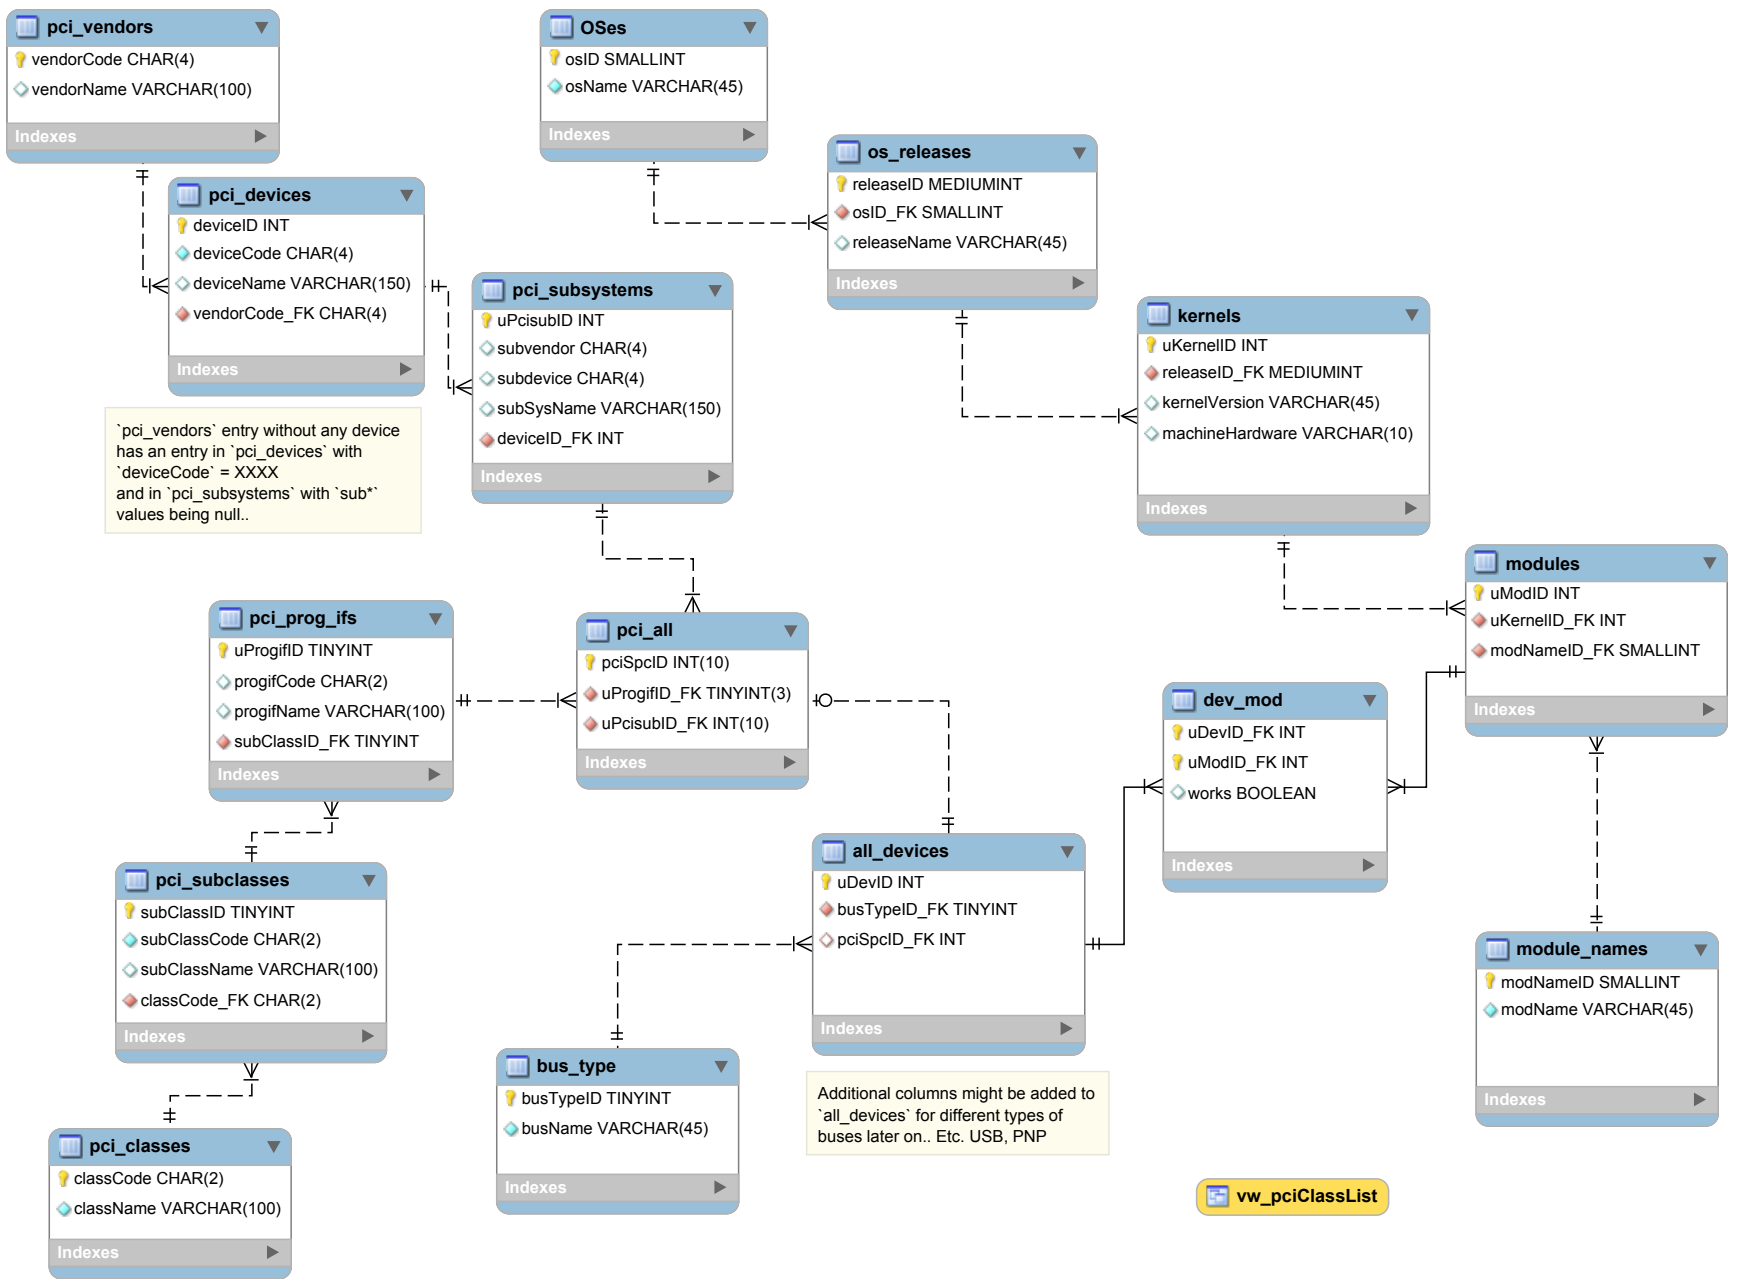 pci_vendors
vendorCode CHAR(4)
vendorName VARCHAR(100)
Indexes
OSes
osID SMALLINT
osName VARCHAR(45)
Indexes
os_releases
releaseID MEDIUMINT
osID_FK SMALLINT
releaseName VARCHAR(45)
Indexes
pci_devices
deviceID INT
deviceCode CHAR(4)
deviceName VARCHAR(150)
vendorCode_FK CHAR(4)
Indexes
pci_subsystems
uPcisubID INT
subvendor CHAR(4)
subdevice CHAR(4)
subSysName VARCHAR(150)
deviceID_FK INT
Indexes
kernels
uKernelID INT
releaseID_FK MEDIUMINT
kernelVersion VARCHAR(45)
machineHardware VARCHAR(10)
Indexes
`pci_vendors` entry without any device
has an entry in `pci_devices` with
`deviceCode` = XXXX
and in `pci_subsystems` with `sub*`
values being null..
modules
uModID INT
uKernelID_FK INT
modNameID_FK SMALLINT
Indexes
pci_prog_ifs
uProgifID TINYINT
progifCode CHAR(2)
progifName VARCHAR(100)
subClassID_FK TINYINT
Indexes
pci_all
pciSpcID INT(10)
uProgifID_FK TINYINT(3)
uPcisubID_FK INT(10)
Indexes
dev_mod
uDevID_FK INT
uModID_FK INT
works BOOLEAN
Indexes
all_devices
uDevID INT
busTypeID_FK TINYINT
pciSpcID_FK INT
Indexes
pci_subclasses
subClassID TINYINT
subClassCode CHAR(2)
subClassName VARCHAR(100)
classCode_FK CHAR(2)
Indexes
module_names
modNameID SMALLINT
modName VARCHAR(45)
Indexes
bus_type
busTypeID TINYINT
busName VARCHAR(45)
Indexes
Additional columns might be added to
`all_devices` for different types of
buses later on.. Etc. USB, PNP
pci_classes
classCode CHAR(2)
className VARCHAR(100)
Indexes
vw_pciClassList